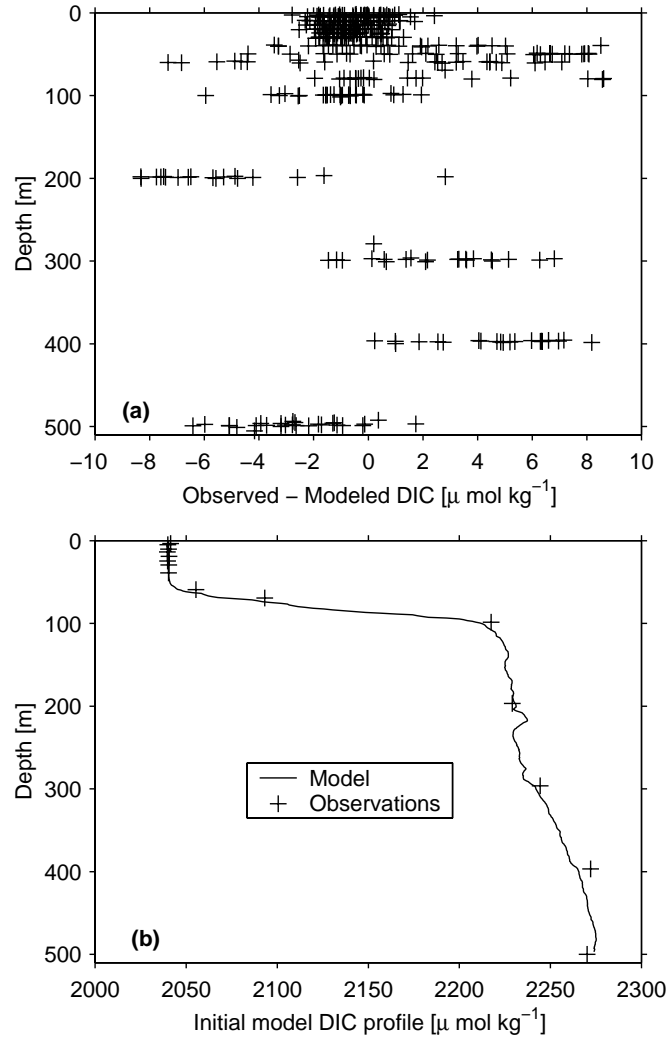 0
100
200
300
400
500
Depth [m]
(a)
−10 −8 −6 −4 −2 0 2 4 6 8 10
Observed − Modeled DIC [μ mol kg⁻¹]
0
100
200
300
400
500
Depth [m]
Model
Observations
(b)
2000 2050 2100 2150 2200 2250 2300
Initial model DIC profile [μ mol kg⁻¹]